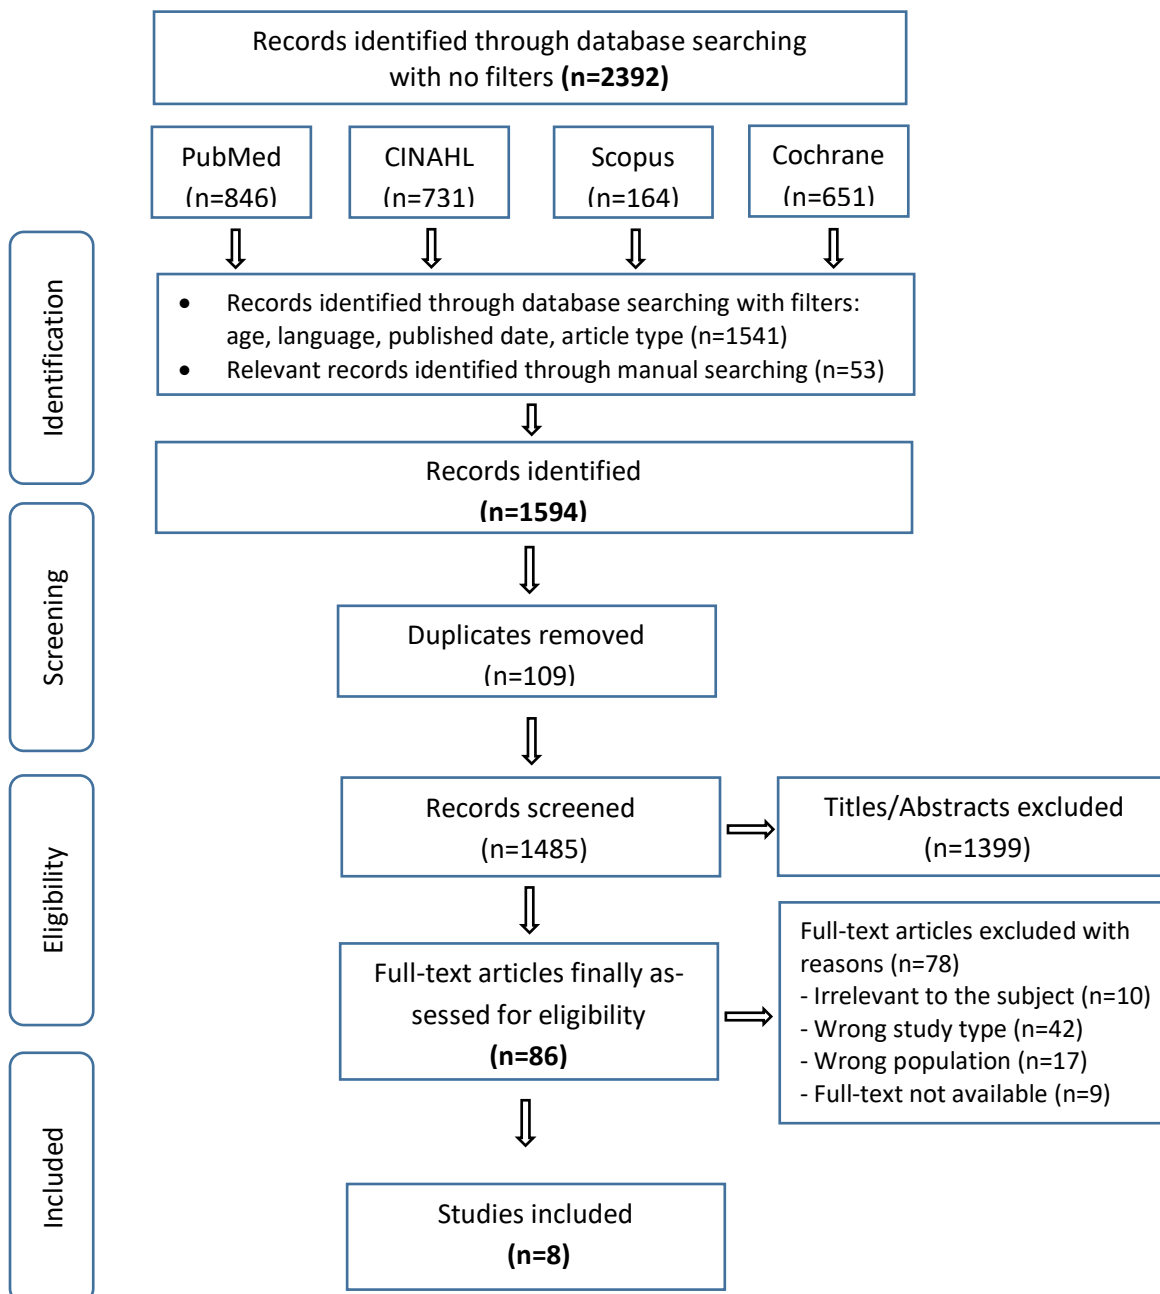 Records identified through database searching
with no filters (n=2392)
PubMed
(n=846)
CINAHL
(n=731)
Scopus
(n=164)
Cochrane
(n=651)
Identification
• Records identified through database searching with filters:
age, language, published date, article type (n=1541)
• Relevant records identified through manual searching (n=53)
Records identified
(n=1594)
Screening
Duplicates removed
(n=109)
Eligibility
Records screened
(n=1485)
Titles/Abstracts excluded
(n=1399)
Full-text articles finally as-
sessed for eligibility
(n=86)
Full-text articles excluded with
reasons (n=78)
- Irrelevant to the subject (n=10)
- Wrong study type (n=42)
- Wrong population (n=17)
- Full-text not available (n=9)
Included
Studies included
(n=8)